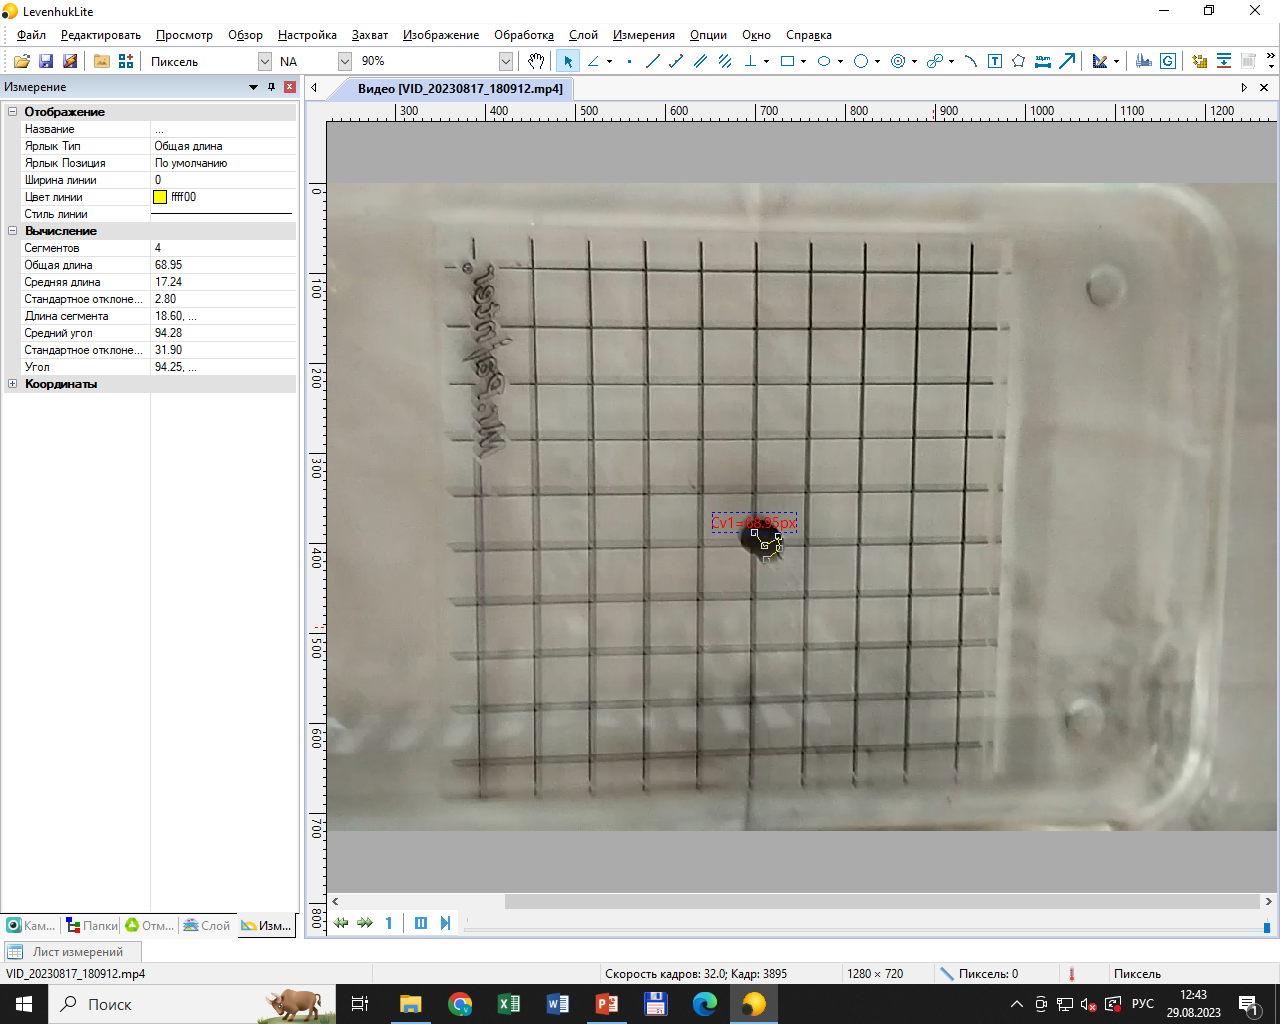 LevenhukLite
Файл Редактировать Просмотр Обзор Настройка Захват Изображение Обработка Слой Измерения Опции Окно Справка
Пиксель NA 90%
Измерение
Видео [VID_20230817_180912.mp4]
300 400 500 600 700 800 900 1000 1100 1200
0
100
200
300
400
500
600
700
800
Отображение
Название ...
Ярлык Тип Общая длина
Ярлык Позиция По умолчанию
Ширина линии 0
Цвет линии ffff00
Стиль линии
Вычисление
Сегментов 4
Общая длина 68.95
Средняя длина 17.24
Стандартное отклоне... 2.80
Длина сегмента 18.60, ...
Средний угол 94.28
Стандартное отклоне... 31.90
Угол 94.25, ...
Координаты
Cv1=68.95px
Кам... Папки Отм... Слой Изм...
1
Лист измерений
VID_20230817_180912.mp4 Скорость кадров: 32.0; Кадр: 3895 1280 × 720 Пиксель: 0 Пиксель
Поиск
РУС
12:43
29.08.2023
1